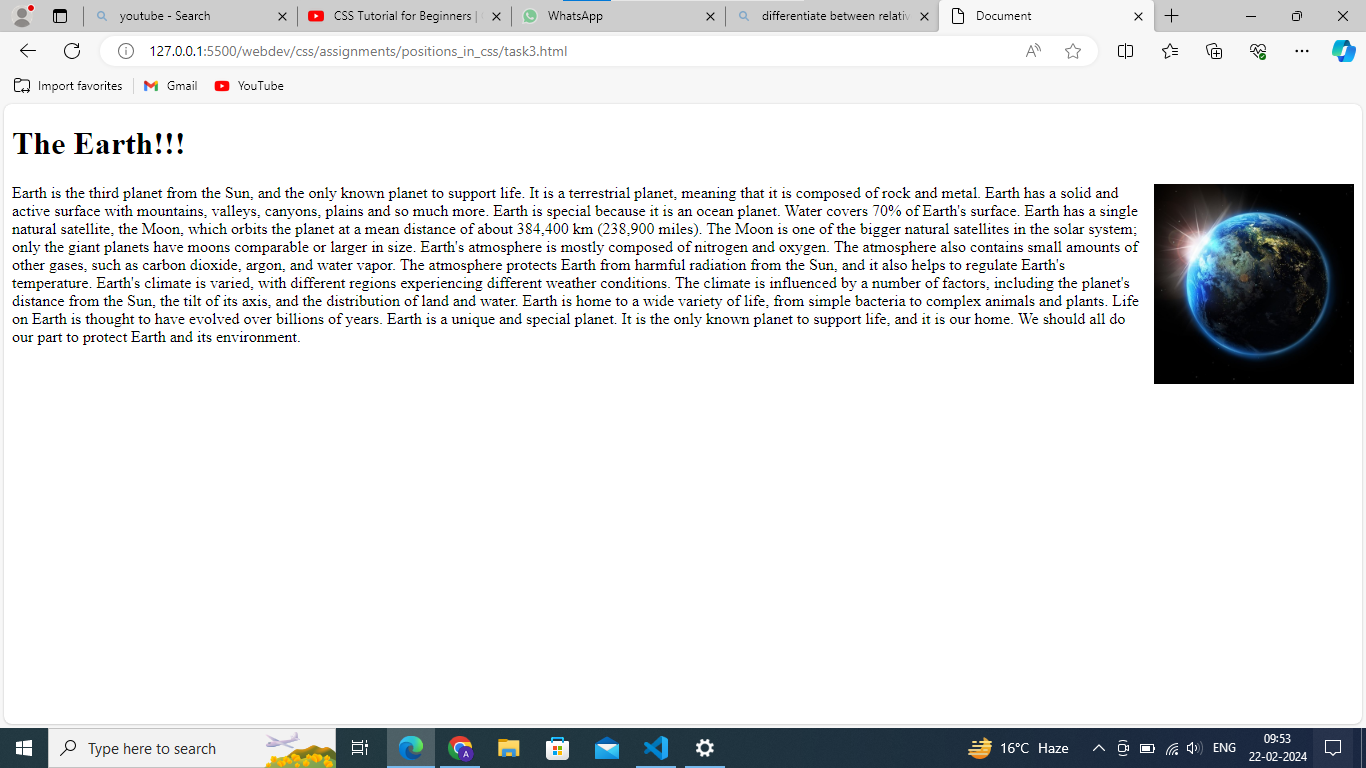 youtube - Search
CSS Tutorial for Beginners |
WhatsApp
differentiate between relativ
Document
127.0.0.1:5500/webdev/css/assignments/positions_in_css/task3.html
Import favorites
Gmail
YouTube
The Earth!!!
Earth is the third planet from the Sun, and the only known planet to support life. It is a terrestrial planet, meaning that it is composed of rock and metal. Earth has a solid and
active surface with mountains, valleys, canyons, plains and so much more. Earth is special because it is an ocean planet. Water covers 70% of Earth's surface. Earth has a single
natural satellite, the Moon, which orbits the planet at a mean distance of about 384,400 km (238,900 miles). The Moon is one of the bigger natural satellites in the solar system;
only the giant planets have moons comparable or larger in size. Earth's atmosphere is mostly composed of nitrogen and oxygen. The atmosphere also contains small amounts of
other gases, such as carbon dioxide, argon, and water vapor. The atmosphere protects Earth from harmful radiation from the Sun, and it also helps to regulate Earth's
temperature. Earth's climate is varied, with different regions experiencing different weather conditions. The climate is influenced by a number of factors, including the planet's
distance from the Sun, the tilt of its axis, and the distribution of land and water. Earth is home to a wide variety of life, from simple bacteria to complex animals and plants. Life
on Earth is thought to have evolved over billions of years. Earth is a unique and special planet. It is the only known planet to support life, and it is our home. We should all do
our part to protect Earth and its environment.
Type here to search
16°C Haze
ENG
09:53
22-02-2024